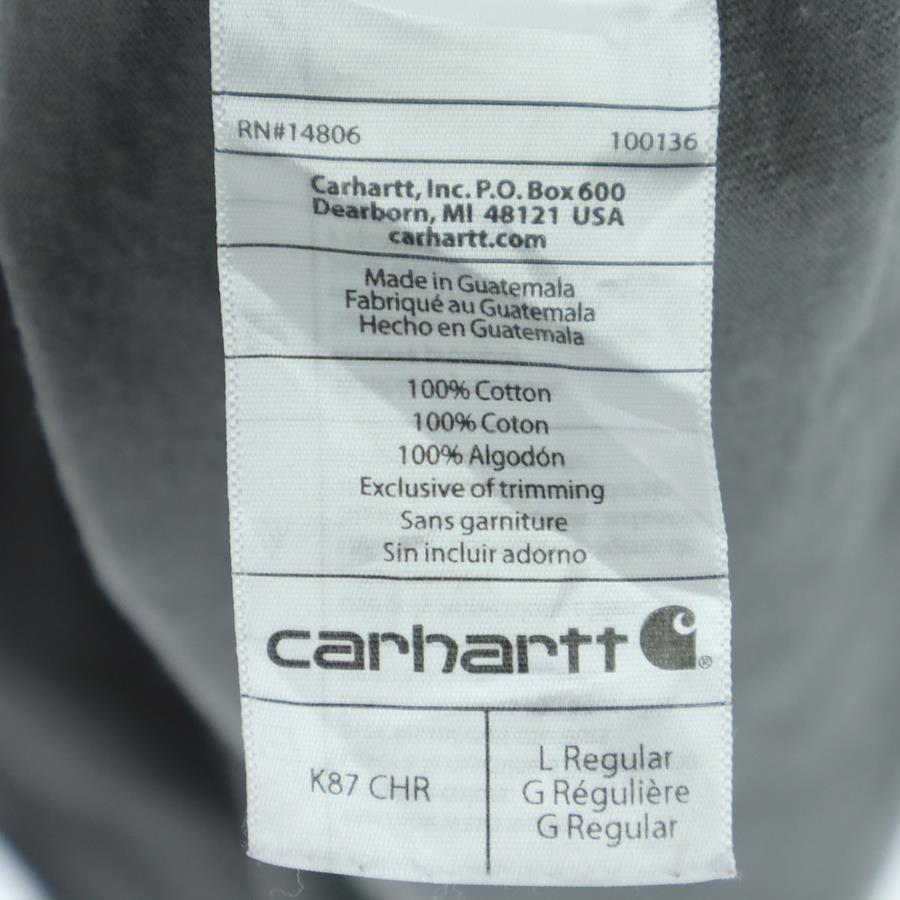 RN#14806 100136
Carhartt, Inc. P.O. Box 600
Dearborn, MI 48121 USA
carhartt.com
Made in Guatemala
Fabriqué au Guatemala
Hecho en Guatemala
100% Cotton
100% Coton
100% Algodón
Exclusive of trimming
Sans garniture
Sin incluir adorno
carhartt ®
K87 CHR
L Regular
G Régulière
G Regular